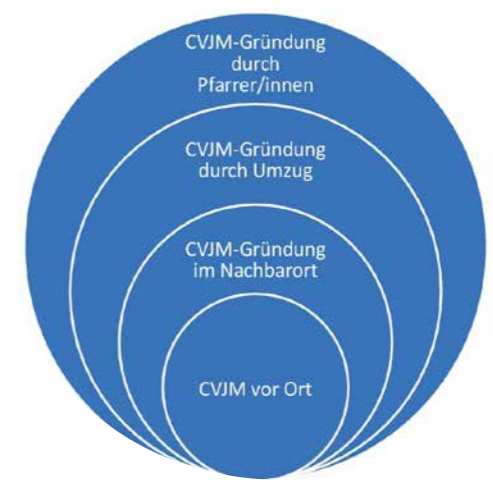 CVJM-Gründung
durch
Pfarrer/innen
CVJM-Gründung
durch Umzug
CVJM-Gründung
im Nachbarort
CVJM vor Ort